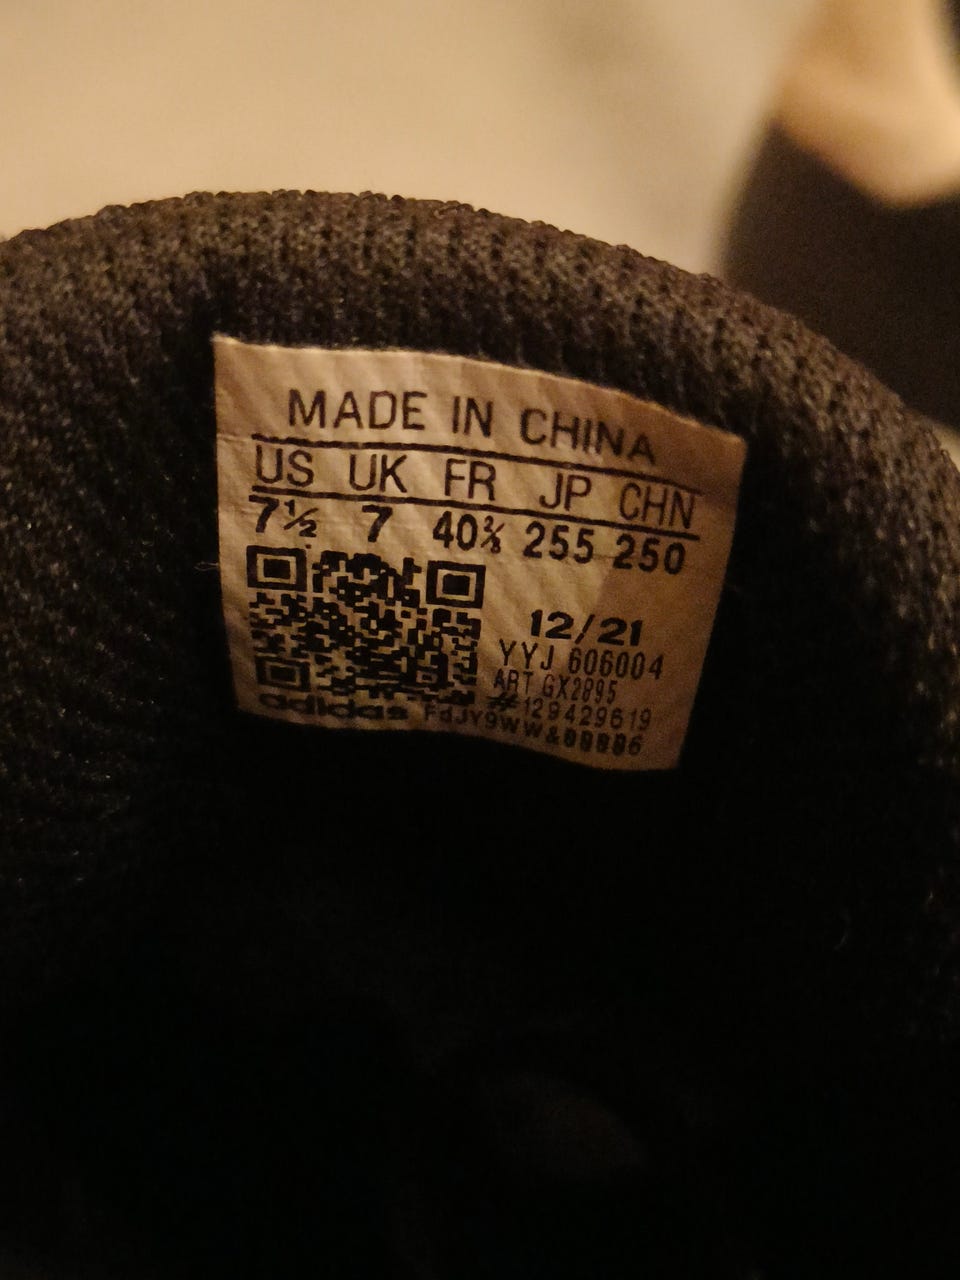 MADE IN CHINA
US UK FR JP CHN
7½ 7 40⅔ 255 250
12/21
YYJ 606004
ART GX2895
#129429619
adidas FdJY9WW&